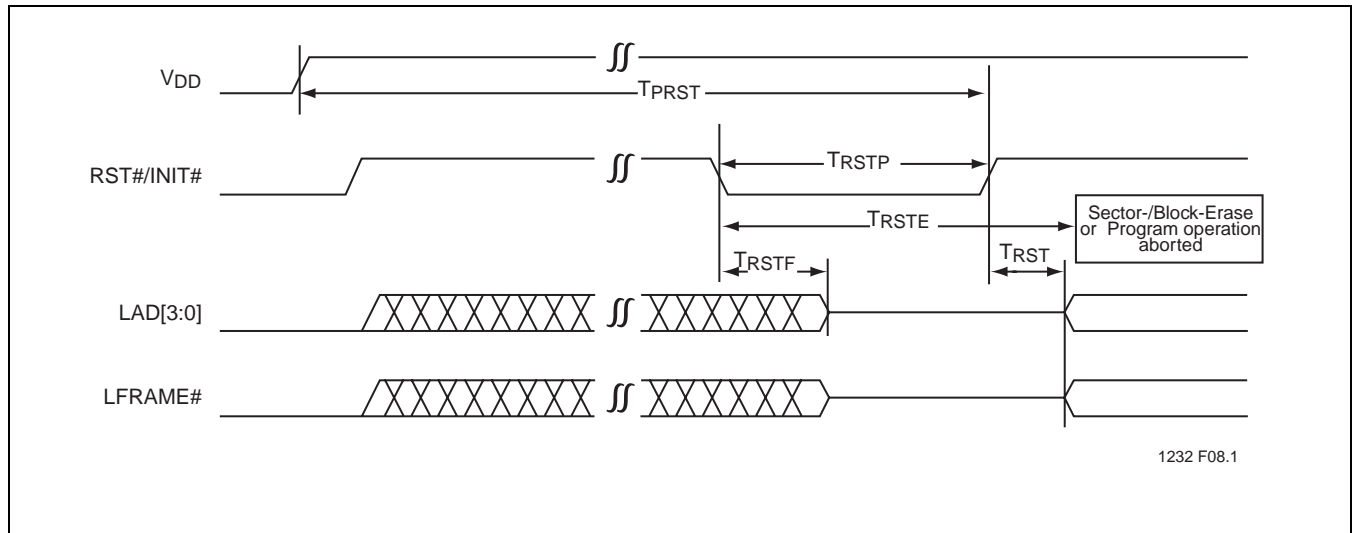 VDD
TPRST
RST#/INIT#
TRSTP
TRSTE
Sector-/Block-Erase
or Program operation
aborted
TRSTF
TRST
LAD[3:0]
LFRAME#
1232 F08.1